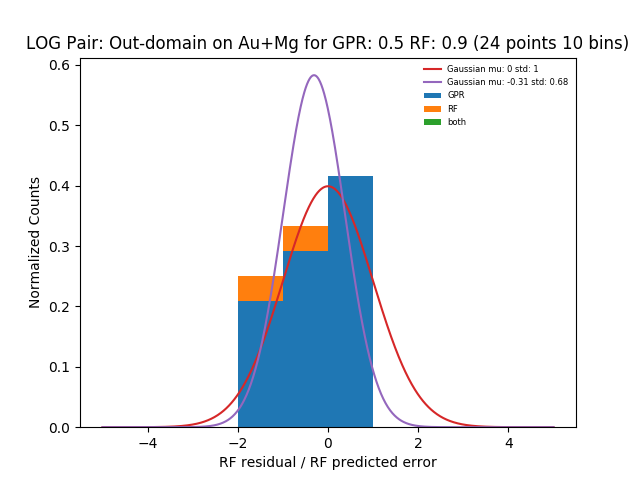 LOG Pair: Out-domain on Au+Mg for GPR: 0.5 RF: 0.9 (24 points 10 bins)
Gaussian mu: 0 std: 1
Gaussian mu: -0.31 std: 0.68
GPR
RF
both
Normalized Counts
0.6
0.5
0.4
0.3
0.2
0.1
0.0
−4 −2 0 2 4
RF residual / RF predicted error